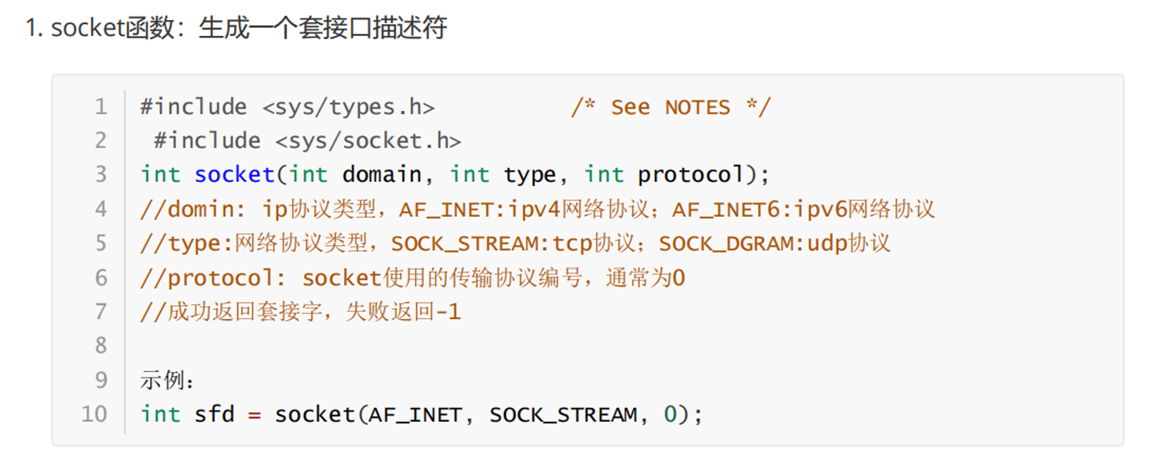 1. socket函数：生成一个套接口描述符
1 #include <sys/types.h>          /* See NOTES */
2  #include <sys/socket.h>
3 int socket(int domain, int type, int protocol);
4 //domin: ip协议类型，AF_INET:ipv4网络协议；AF_INET6:ipv6网络协议
5 //type:网络协议类型，SOCK_STREAM:tcp协议；SOCK_DGRAM:udp协议
6 //protocol: socket使用的传输协议编号，通常为0
7 //成功返回套接字，失败返回-1
8
9 示例：
10 int sfd = socket(AF_INET, SOCK_STREAM, 0);